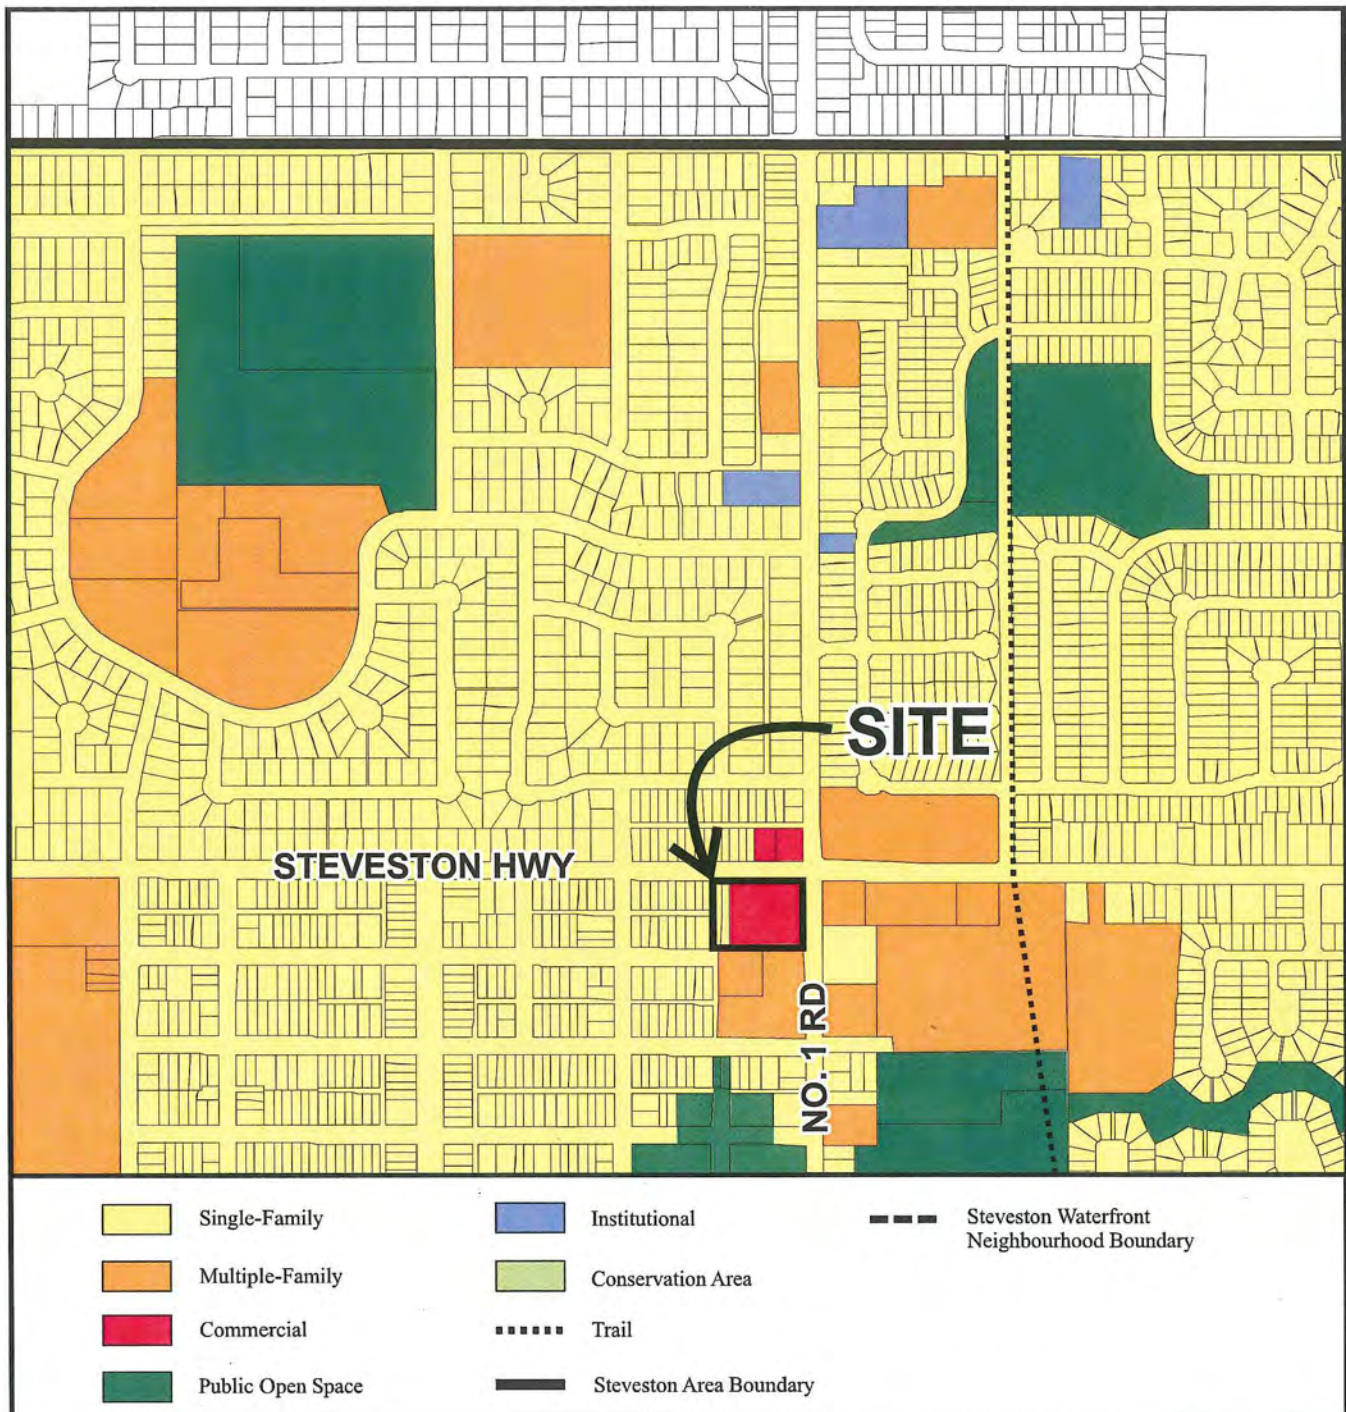 SITE
STEVESTON HWY
NO. 1 RD
Single-Family
Multiple-Family
Commercial
Public Open Space
Institutional
Conservation Area
Trail
Steveston Area Boundary
Steveston Waterfront
Neighbourhood Boundary